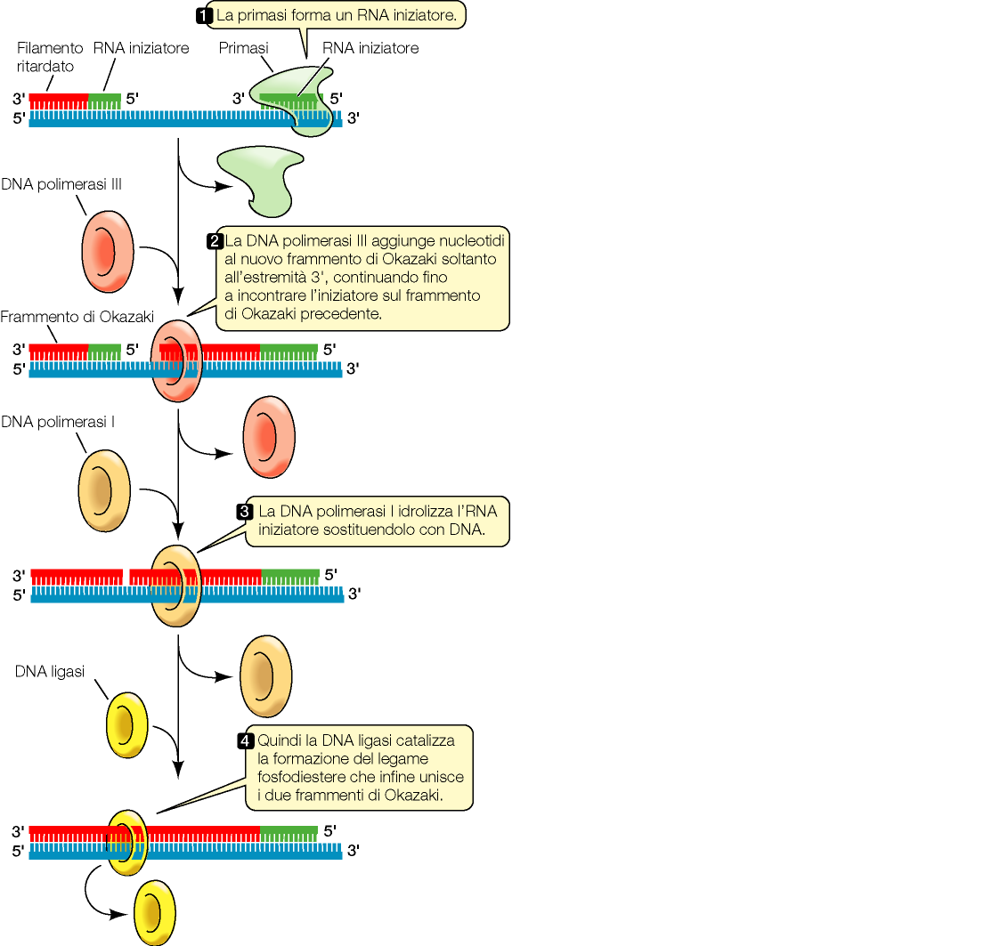 1 La primasi forma un RNA iniziatore.
Filamento
ritardato
RNA iniziatore
Primasi
RNA iniziatore
3' 5' 3' 5'
5' 3'
DNA polimerasi III
2 La DNA polimerasi III aggiunge nucleotidi
al nuovo frammento di Okazaki soltanto
all'estremità 3', continuando fino
a incontrare l'iniziatore sul frammento
di Okazaki precedente.
Frammento di Okazaki
3' 5' 5'
5' 3'
DNA polimerasi I
3 La DNA polimerasi I idrolizza l'RNA
iniziatore sostituendolo con DNA.
3' 5'
5' 3'
DNA ligasi
4 Quindi la DNA ligasi catalizza
la formazione del legame
fosfodiestere che infine unisce
i due frammenti di Okazaki.
3' 5'
5' 3'